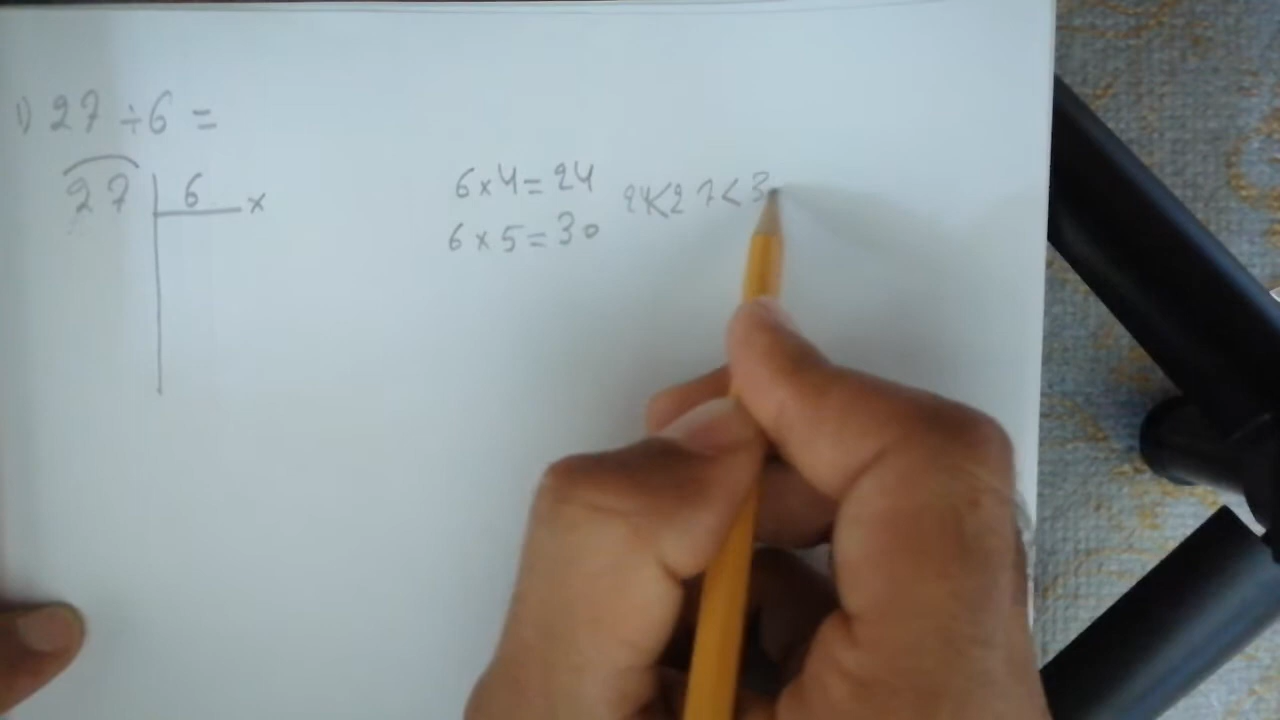 1) 27 ÷ 6 =
27 6 x
6 x 4 = 24
6 x 5 = 30
24 < 27 < 3